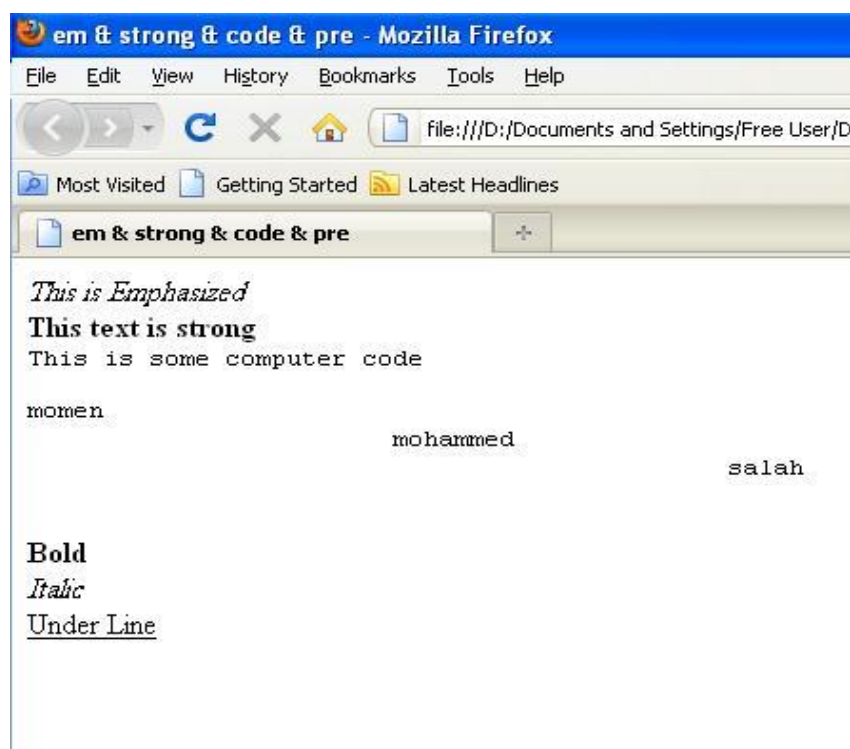 em & strong & code & pre - Mozilla Firefox
File Edit View History Bookmarks Tools Help
file:///D:/Documents and Settings/Free User/D
Most Visited Getting Started Latest Headlines
em & strong & code & pre
This is Emphasized
This text is strong
This is some computer code
momen
mohammed
salah
Bold
Italic
Under Line